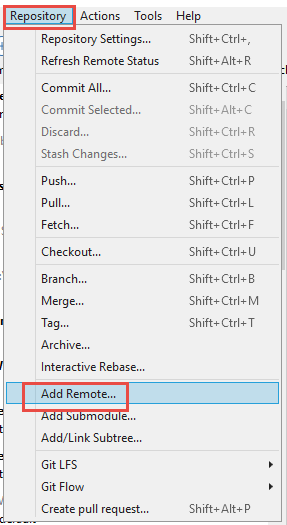 Repository Actions Tools Help
Repository Settings... Shift+Ctrl+,
Refresh Remote Status Shift+Alt+R
Commit All... Shift+Ctrl+C
Commit Selected... Shift+Alt+C
Discard... Shift+Ctrl+R
Stash Changes... Shift+Ctrl+S
Push... Shift+Ctrl+P
Pull... Shift+Ctrl+L
Fetch... Shift+Ctrl+F
Checkout... Shift+Ctrl+U
Branch... Shift+Ctrl+B
Merge... Shift+Ctrl+M
Tag... Shift+Ctrl+T
Archive...
Interactive Rebase...
Add Remote...
Add Submodule...
Add/Link Subtree...
Git LFS
Git Flow
Create pull request... Shift+Alt+P